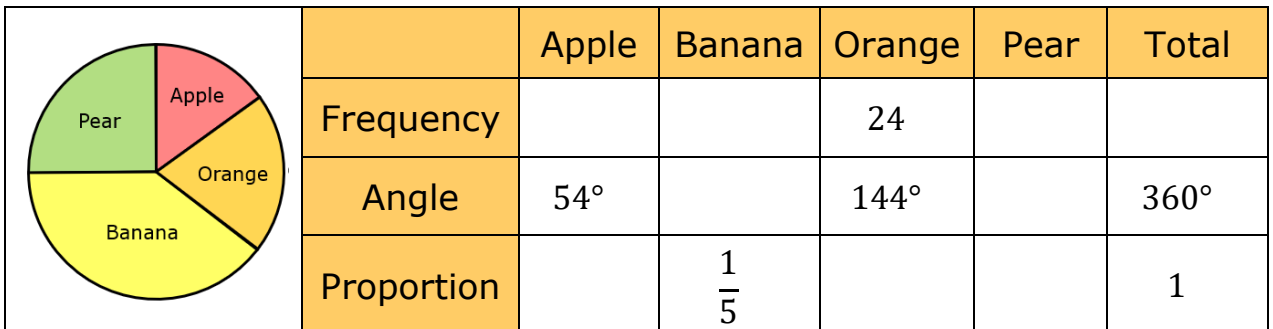 Pear
Apple
Orange
Banana
Apple Banana Orange Pear Total
Frequency 24
Angle 54° 144° 360°
Proportion 1/5 1